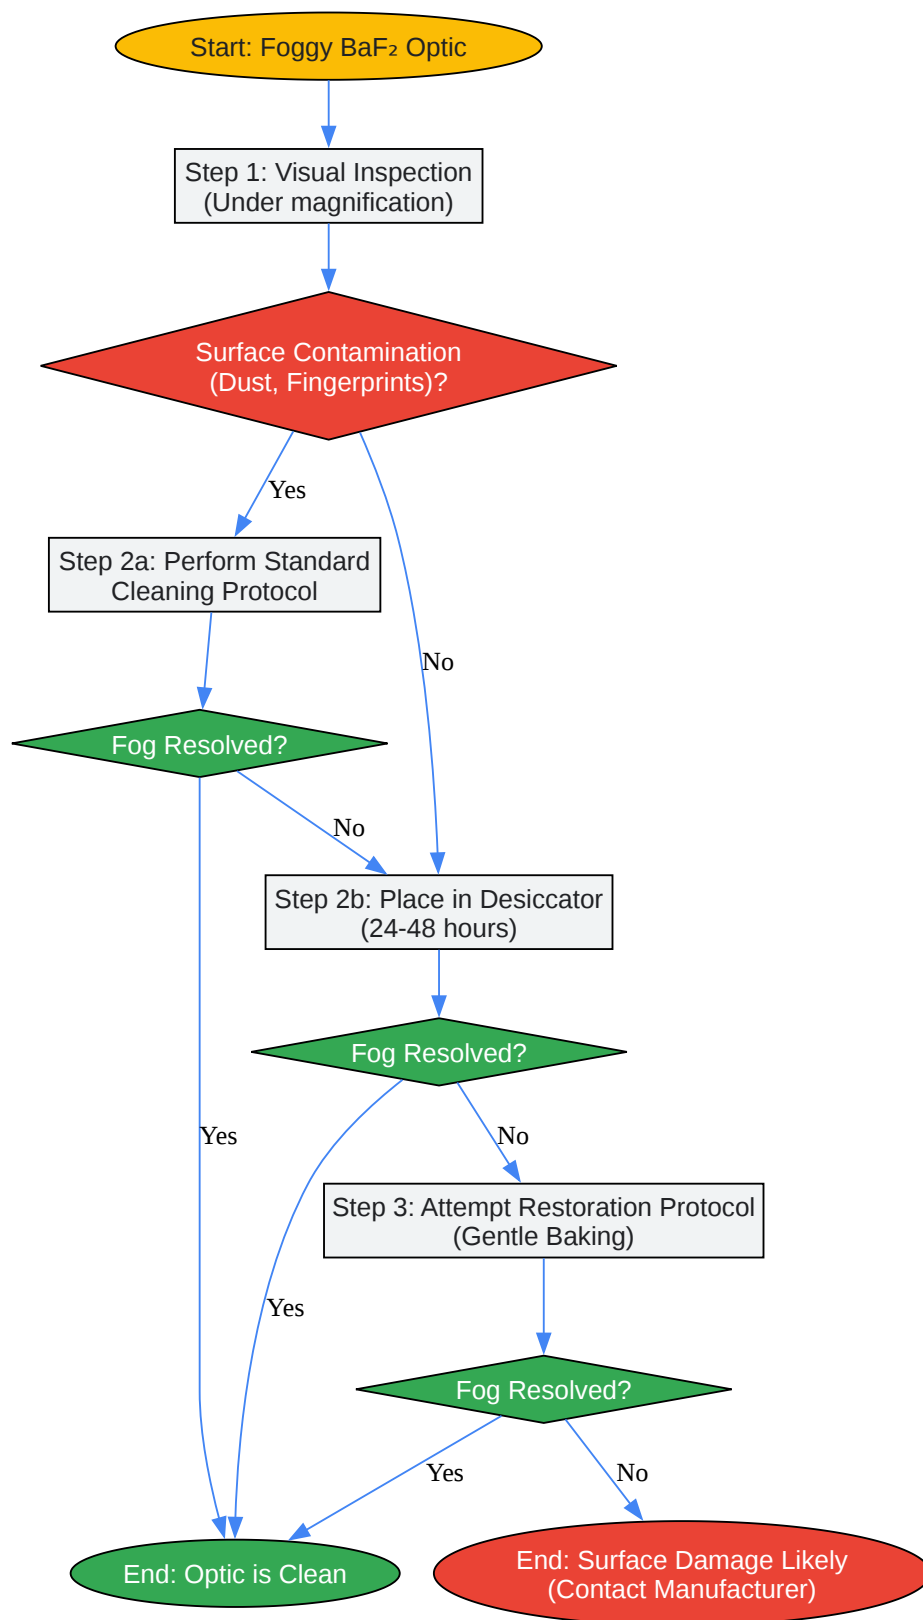 Start: Foggy BaF₂ Optic
Step 1: Visual Inspection
(Under magnification)
Surface Contamination
(Dust, Fingerprints)?
Yes
Step 2a: Perform Standard
Cleaning Protocol
No
Fog Resolved?
No
Step 2b: Place in Desiccator
(24-48 hours)
Fog Resolved?
Yes
No
Step 3: Attempt Restoration Protocol
(Gentle Baking)
Yes
Fog Resolved?
Yes
No
End: Optic is Clean
End: Surface Damage Likely
(Contact Manufacturer)